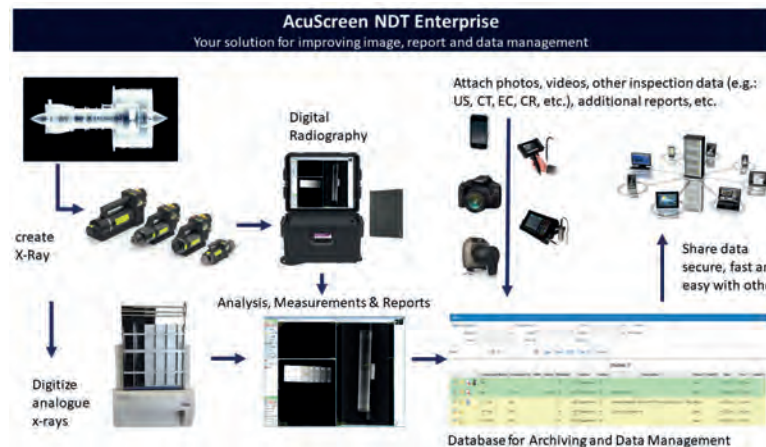 AcuScreen NDT Enterprise
Your solution for improving image, report and data management
Attach photos, videos, other inspection data (e.g.:
US, CT, EC, CR, etc.), additional reports, etc.
Digital
Radiography
create
X-Ray
Share data
secure, fast an
easy with othe
Analysis, Measurements & Reports
Digitize
analogue
x-rays
Database for Archiving and Data Management